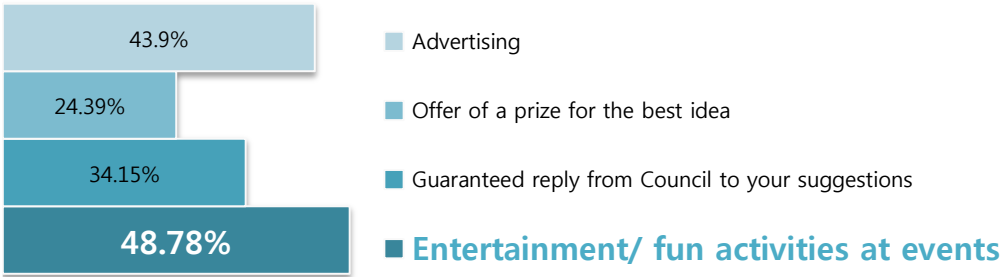 43.9% Advertising
24.39% Offer of a prize for the best idea
34.15% Guaranteed reply from Council to your suggestions
48.78% Entertainment/ fun activities at events